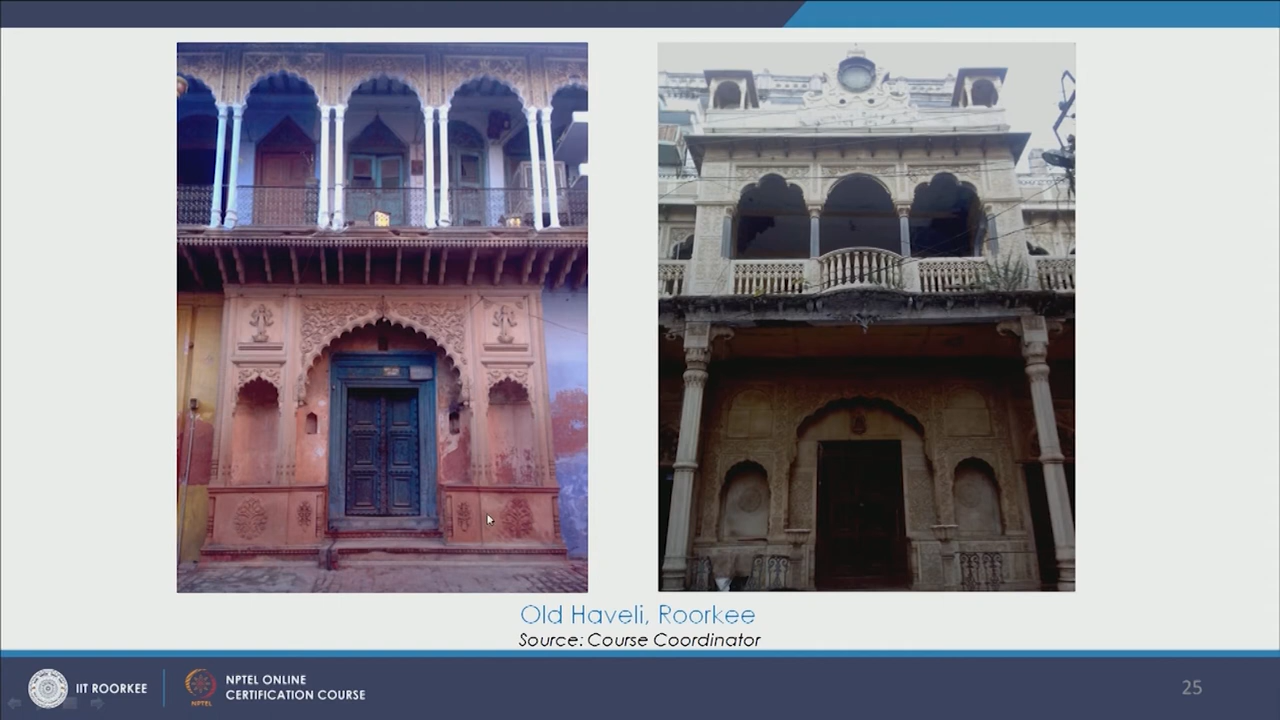 Old Haveli, Roorkee
Source: Course Coordinator
IIT ROORKEE
NPTEL
NPTEL ONLINE
CERTIFICATION COURSE
25